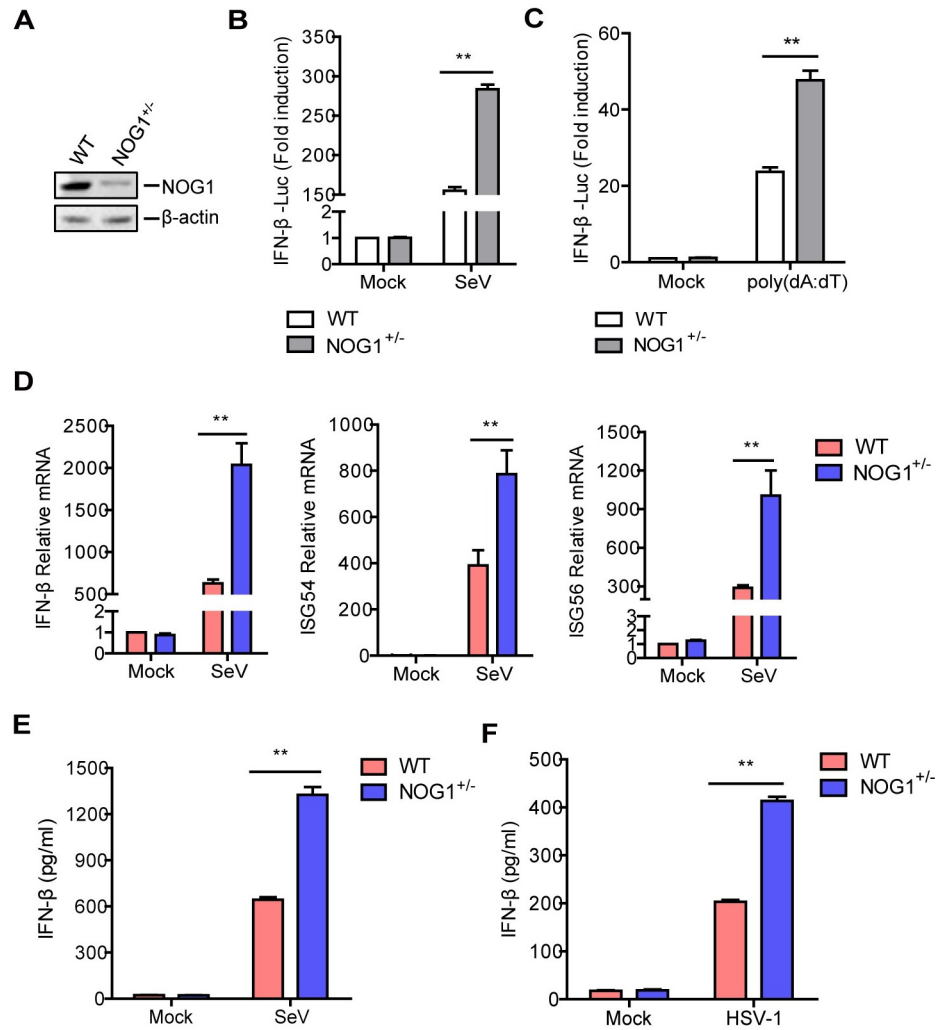 A
WT
NOG1+/-
NOG1
β-actin
B
IFN-β -Luc (Fold induction)
300
250
200
150
2
1
0
**
Mock
SeV
WT
NOG1+/-
C
IFN-β -Luc (Fold induction)
60
40
20
0
**
Mock
poly(dA:dT)
WT
NOG1+/-
D
IFN-β Relative mRNA
2500
2000
1500
1000
500
2
1
0
**
Mock
SeV
ISG54 Relative mRNA
1000
800
600
400
200
0
**
Mock
SeV
ISG56 Relative mRNA
1200
900
600
300
3
2
1
0
**
Mock
SeV
WT
NOG1+/-
E
IFN-β (pg/ml)
1500
1200
900
600
300
0
**
Mock
SeV
WT
NOG1+/-
F
IFN-β (pg/ml)
500
400
300
200
100
0
**
Mock
HSV-1
WT
NOG1+/-